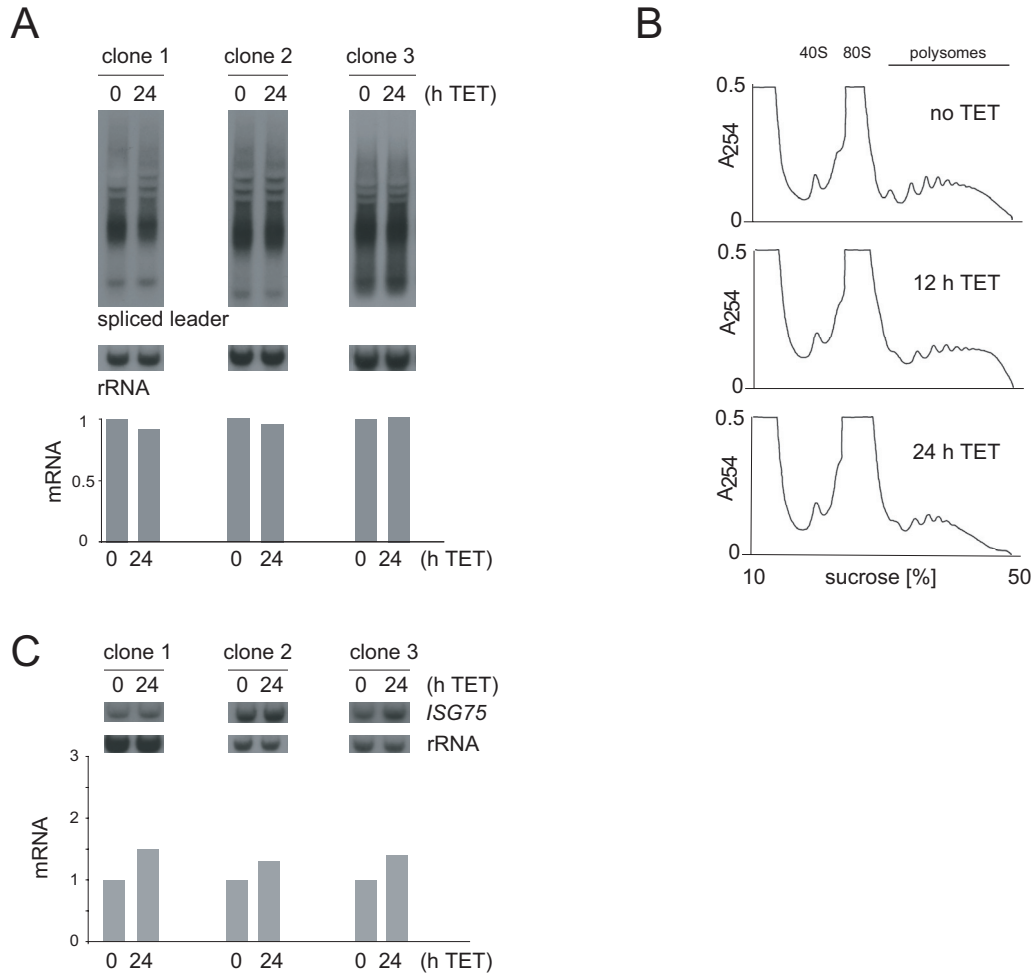 A
clone 1 clone 2 clone 3
0 24 0 24 0 24 (h TET)
spliced leader
rRNA
1
0.5
0
mRNA
0 24 0 24 0 24 (h TET)
B
40S 80S polysomes
0.5
A254
0
no TET
0.5
A254
0
12 h TET
0.5
A254
0
24 h TET
10 sucrose [%] 50
C
clone 1 clone 2 clone 3
0 24 0 24 0 24 (h TET)
ISG75
rRNA
3
2
1
0
mRNA
0 24 0 24 0 24 (h TET)